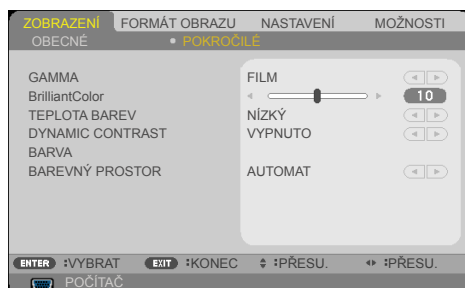 ZOBRAZENÍ FORMÁT OBRAZU NASTAVENÍ MOŽNOSTI
OBECNÉ • POKROČILÉ
GAMMA FILM
BrilliantColor 10
TEPLOTA BAREV NÍZKÝ
DYNAMIC CONTRAST VYPNUTO
BARVA
BAREVNÝ PROSTOR AUTOMAT
ENTER :VYBRAT EXIT :KONEC :PŘESU. :PŘESU.
POČÍTAČ